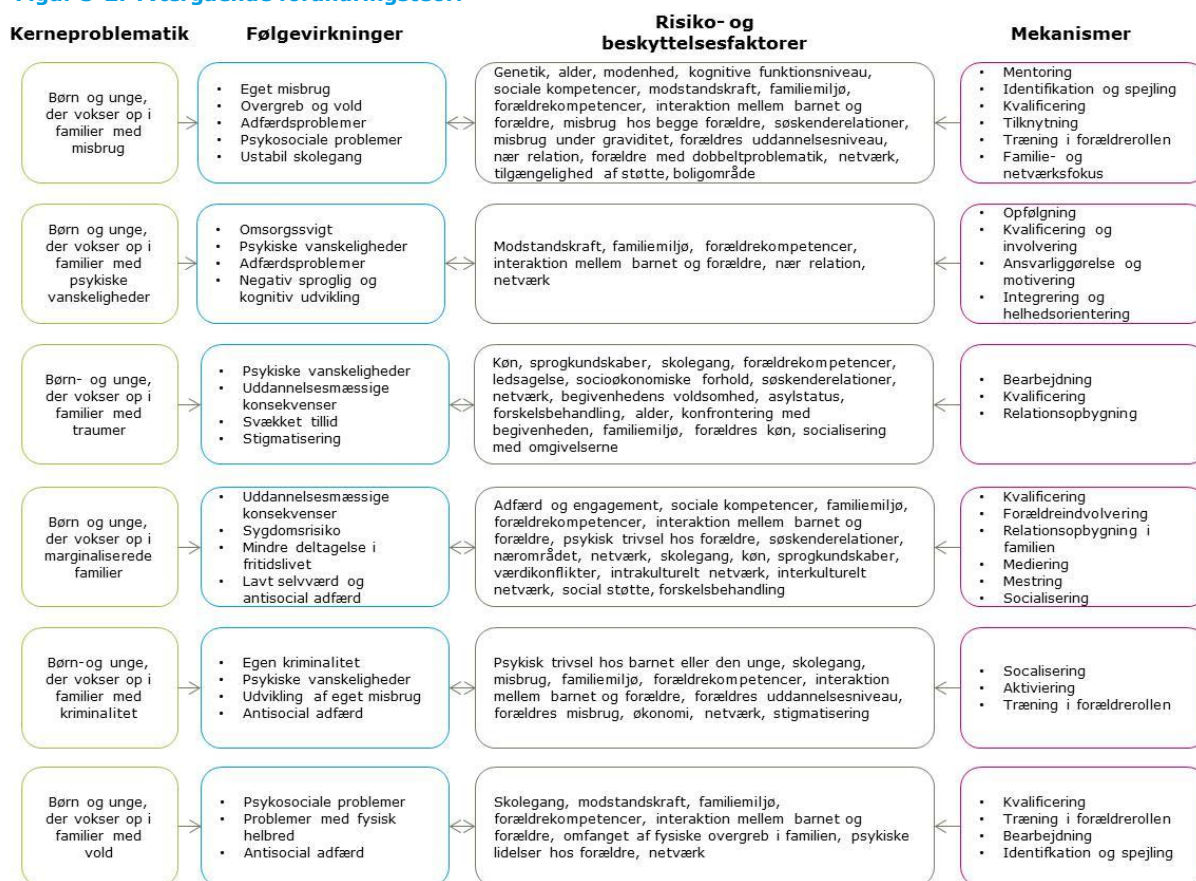 Kerneproblematik
Følgevirkninger
Risiko- og
beskyttelsesfaktorer
Mekanismer
Børn og unge,
der vokser op i
familier med
misbrug
• Eget misbrug
• Overgreb og vold
• Adfærdsproblemer
• Psykosociale problemer
• Ustabil skolegang
Genetik, alder, modenhed, kognitive funktionsniveau,
sociale kompetencer, modstandskraft, familiemiljø,
forældrekompetencer, interaktion mellem barnet og
forældre, misbrug hos begge forældre, søskenderelationer,
misbrug under graviditet, forældres uddannelsesniveau,
nær relation, forældre med dobbeltproblematik, netværk,
tilgængelighed af støtte, boligområde
• Mentoring
• Identifikation og spejling
• Kvalificering
• Tilknytning
• Træning i forældrerollen
• Familie- og
netværksfokus
Børn og unge,
der vokser op i
familier med
psykiske
vanskeligheder
• Omsorgssvigt
• Psykiske vanskeligheder
• Adfærdsproblemer
• Negativ sproglig og
kognitiv udvikling
Modstandskraft, familiemiljø, forældrekompetencer,
interaktion mellem barnet og forældre, nær relation,
netværk
• Opfølgning
• Kvalificering og
involvering
• Ansvarliggørelse og
motivering
• Integrering og
helhedsorientering
Børn- og unge,
der vokser op i
familier med
traumer
• Psykiske vanskeligheder
• Uddannelsesmæssige
konsekvenser
• Svækket tillid
• Stigmatisering
Køn, sprogkundskaber, skolegang, forældrekompetencer,
ledsagelse, socioøkonomiske forhold, søskenderelationer,
netværk, begivenhedens voldsomhed, asylstatus,
forskelsbehandling, alder, konfrontering med
begivenheden, familiemiljø, forældres køn, socialisering
med omgivelserne
• Bearbejdning
• Kvalificering
• Relationsopbygning
Børn og unge,
der vokser op i
marginaliserede
familier
• Uddannelsesmæssige
konsekvenser
• Sygdomsrisiko
• Mindre deltagelse i
fritidslivet
• Lavt selvværd og
antisocial adfærd
Adfærd og engagement, sociale kompetencer, familiemiljø,
forældrekompetencer, interaktion mellem barnet og
forældre, psykisk trivsel hos forældre, søskenderelationer,
nærområdet, netværk, skolegang, køn, sprogkundskaber,
værdikonflikter, intrakulturelt netværk, interkulturelt
netværk, social støtte, forskelsbehandling
• Kvalificering
• Forældreindvolvering
• Relationsopbygning i
familien
• Mediering
• Mestring
• Socialisering
Børn-og unge,
der vokser op i
familier med
kriminalitet
• Egen kriminalitet
• Psykiske vanskeligheder
• Udvikling af eget misbrug
• Antisocial adfærd
Psykisk trivsel hos barnet eller den unge, skolegang,
misbrug, familiemiljø, forældrekompetencer, interaktion
mellem barnet og forældre, forældres uddannelsesniveau,
forældres misbrug, økonomi, netværk, stigmatisering
• Socalisering
• Aktiviering
• Træning i forældrerollen
Børn og unge,
der vokser op i
familier med
vold
• Psykosociale problemer
• Problemer med fysisk
helbred
• Antisocial adfærd
Skolegang, modstandskraft, familiemiljø,
forældrekompetencer, interaktion mellem barnet og
forældre, omfanget af fysiske overgreb i familien, psykiske
lidelser hos forældre, netværk
• Kvalificering
• Træning i forældrerollen
• Bearbejdning
• Identifkation og spejling